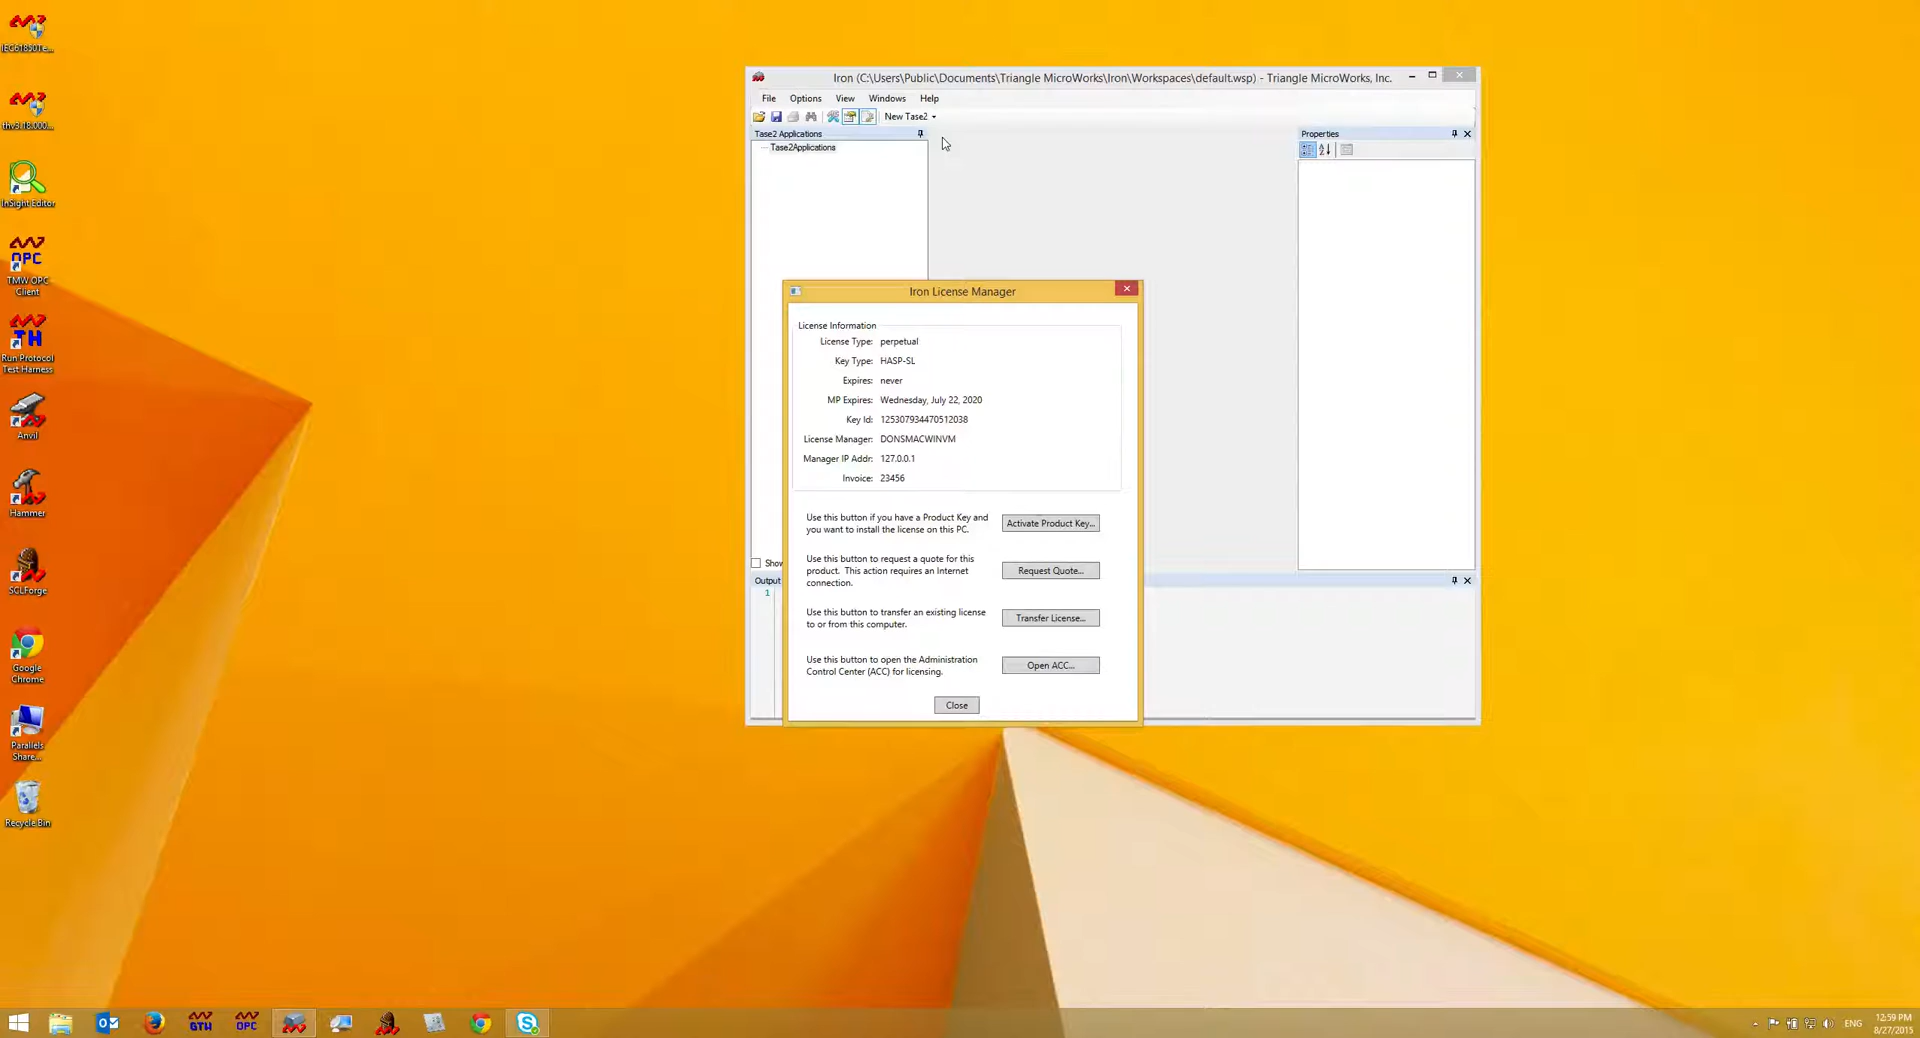 IEC61850Te...
thv3.18.000...
InSight Editor
TMW OPC
Client
Run Protocol
Test Harness
Anvil
Hammer
SCLForge
Google
Chrome
Parallels
Share...
Recycle Bin
Iron (C:\Users\Public\Documents\Triangle MicroWorks\Iron\Workspaces\default.wsp) - Triangle MicroWorks, Inc.
File Options View Windows Help
New Tase2
Tase2 Applications
Tase2Applications
Properties
Iron License Manager
License Information
License Type: perpetual
Key Type: HASP-SL
Expires: never
MP Expires: Wednesday, July 22, 2020
Key Id: 125307934470512038
License Manager: DONSMACWINVM
Manager IP Addr: 127.0.0.1
Invoice: 23456
Use this button if you have a Product Key and
you want to install the license on this PC.
Activate Product Key...
Use this button to request a quote for this
product. This action requires an Internet
connection.
Request Quote...
Use this button to transfer an existing license
to or from this computer.
Transfer License...
Use this button to open the Administration
Control Center (ACC) for licensing.
Open ACC...
Close
Show
Output
1
OPC
TH
GTW
OPC
ENG
12:59 PM
8/27/2015